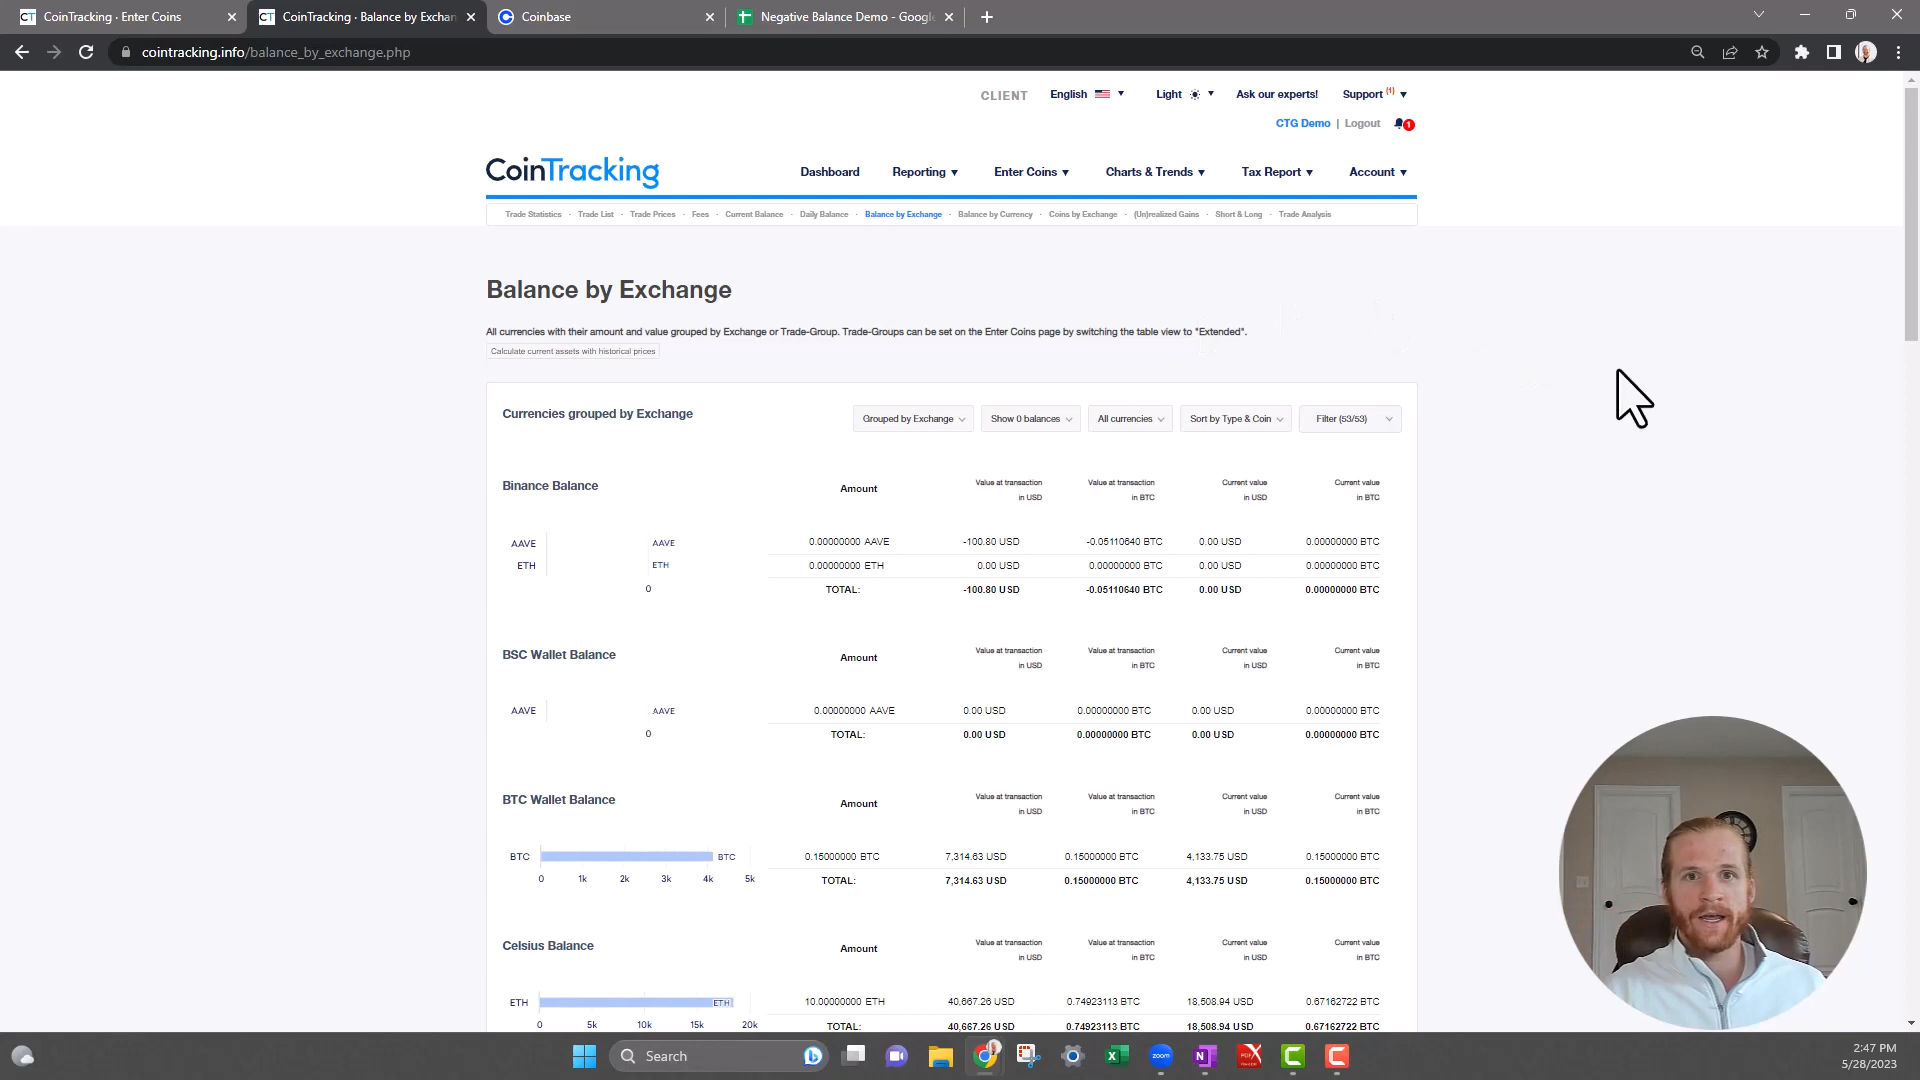 CoinTracking · Enter Coins
CoinTracking · Balance by Exchan
Coinbase
Negative Balance Demo - Google
cointracking.info/balance_by_exchange.php
CLIENT
English
Light
Ask our experts!
Support (1)
CTG Demo | Logout
1
CoinTracking
Dashboard
Reporting
Enter Coins
Charts & Trends
Tax Report
Account
Trade Statistics · Trade List · Trade Prices · Fees · Current Balance · Daily Balance · Balance by Exchange · Balance by Currency · Coins by Exchange · (Un)realized Gains · Short & Long · Trade Analysis
Balance by Exchange
All currencies with their amount and value grouped by Exchange or Trade-Group. Trade-Groups can be set on the Enter Coins page by switching the table view to "Extended".
Calculate current assets with historical prices
Currencies grouped by Exchange
Grouped by Exchange
Show 0 balances
All currencies
Sort by Type & Coin
Filter (53/53)
Binance Balance
Amount
Value at transaction
in USD
Value at transaction
in BTC
Current value
in USD
Current value
in BTC
AAVE AAVE 0.00000000 AAVE -100.80 USD -0.05110640 BTC 0.00 USD 0.00000000 BTC
ETH ETH 0.00000000 ETH 0.00 USD 0.00000000 BTC 0.00 USD 0.00000000 BTC
0 TOTAL: -100.80 USD -0.05110640 BTC 0.00 USD 0.00000000 BTC
BSC Wallet Balance
Amount
Value at transaction
in USD
Value at transaction
in BTC
Current value
in USD
Current value
in BTC
AAVE AAVE 0.00000000 AAVE 0.00 USD 0.00000000 BTC 0.00 USD 0.00000000 BTC
0 TOTAL: 0.00 USD 0.00000000 BTC 0.00 USD 0.00000000 BTC
BTC Wallet Balance
Amount
Value at transaction
in USD
Value at transaction
in BTC
Current value
in USD
Current value
in BTC
BTC BTC 0.15000000 BTC 7,314.63 USD 0.15000000 BTC 4,133.75 USD 0.15000000 BTC
0 1k 2k 3k 4k 5k TOTAL: 7,314.63 USD 0.15000000 BTC 4,133.75 USD 0.15000000 BTC
Celsius Balance
Amount
Value at transaction
in USD
Value at transaction
in BTC
Current value
in USD
Current value
in BTC
ETH ETH 10.00000000 ETH 40,667.26 USD 0.74923113 BTC 18,508.94 USD 0.67162722 BTC
0 5k 10k 15k 20k TOTAL: 40,667.26 USD 0.74923113 BTC 18,508.94 USD 0.67162722 BTC
Search
zoom
2:47 PM
5/28/2023